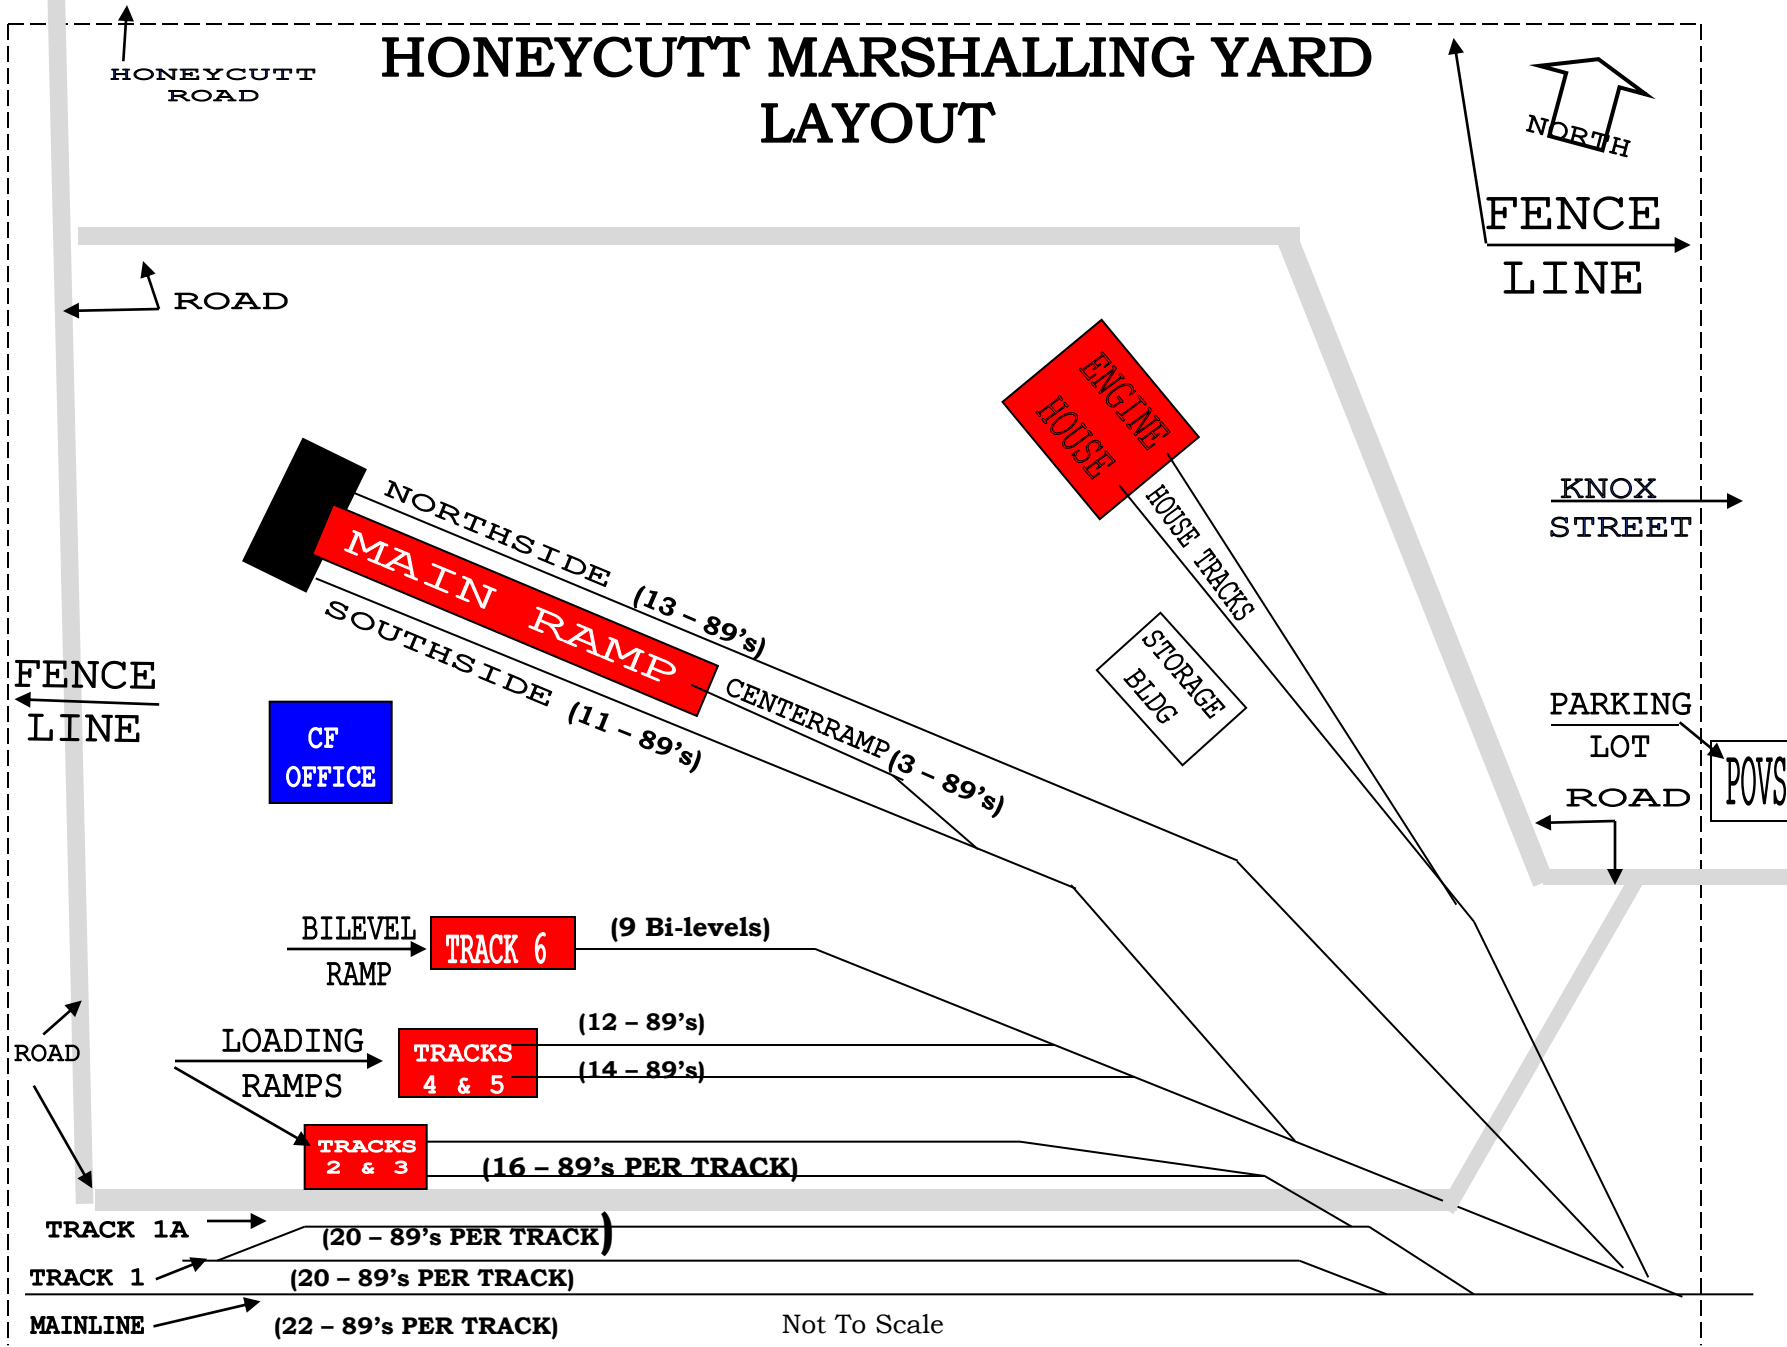 HONEYCUTT MARSHALLING YARD
LAYOUT
HONEYCUTT
ROAD
NORTH
FENCE
LINE
ROAD
ENGINE
HOUSE
HOUSE TRACKS
KNOX
STREET
NORTHSIDE (13 – 89’s)
MAIN RAMP
SOUTHSIDE (11 – 89’s)
CENTERRAMP (3 – 89’s)
STORAGE
BLDG
FENCE
LINE
CF
OFFICE
PARKING
LOT
POVS
ROAD
BILEVEL
RAMP
TRACK 6
(9 Bi-levels)
LOADING
RAMPS
TRACKS
4 & 5
(12 – 89’s)
(14 – 89’s)
ROAD
TRACKS
2 & 3
(16 – 89’s PER TRACK)
TRACK 1A
(20 – 89’s PER TRACK)
TRACK 1
(20 – 89’s PER TRACK)
MAINLINE
(22 – 89’s PER TRACK)
Not To Scale